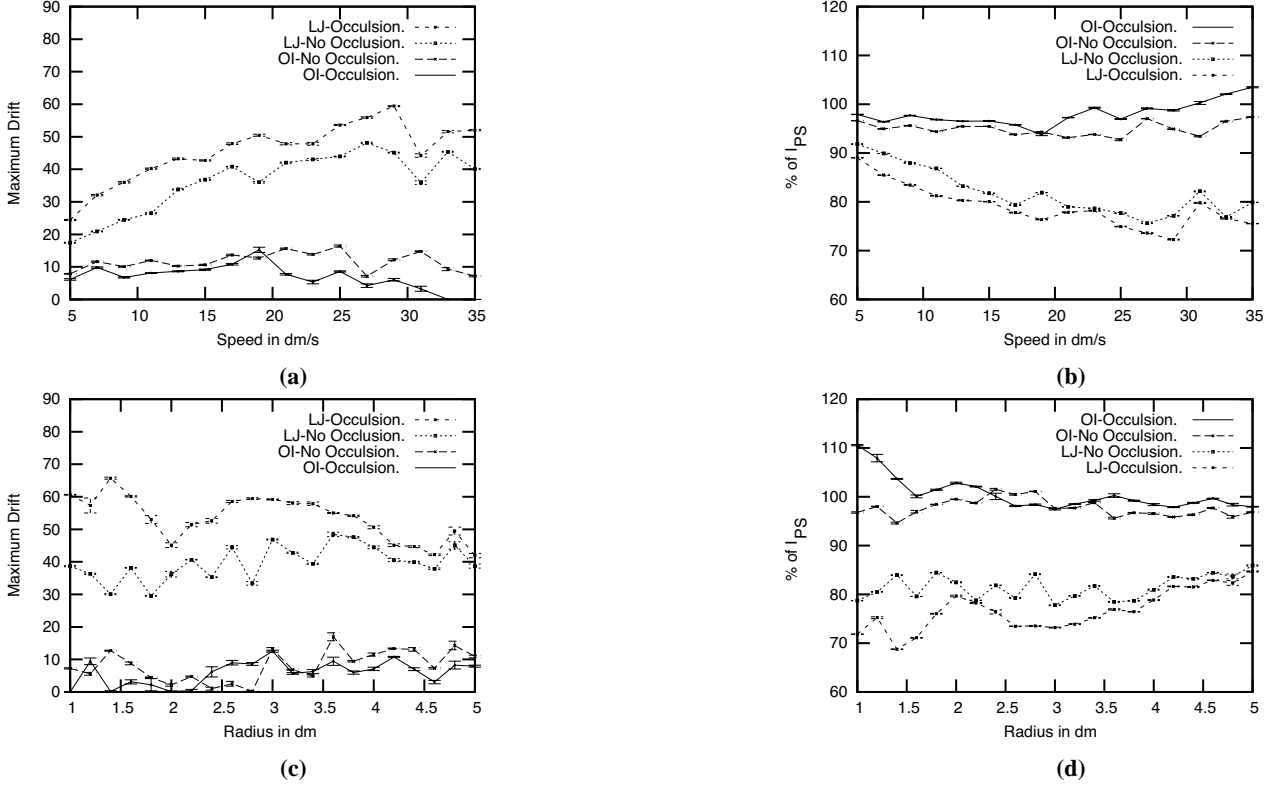 90
80
70
60
50
40
30
20
10
0
Maximum Drift
LJ-Occulsion.
LJ-No Occlusion.
OI-No Occulsion.
OI-Occulsion.
5 10 15 20 25 30 35
Speed in dm/s
(a)
120
110
100
90
80
70
60
% of I_PS
OI-Occulsion.
OI-No Occulsion.
LJ-No Occlusion.
LJ-Occulsion.
5 10 15 20 25 30 35
Speed in dm/s
(b)
90
80
70
60
50
40
30
20
10
0
Maximum Drift
LJ-Occulsion.
LJ-No Occlusion.
OI-No Occulsion.
OI-Occulsion.
1 1.5 2 2.5 3 3.5 4 4.5 5
Radius in dm
(c)
120
110
100
90
80
70
60
% of I_PS
OI-Occulsion.
OI-No Occulsion.
LJ-No Occlusion.
LJ-Occulsion.
1 1.5 2 2.5 3 3.5 4 4.5 5
Radius in dm
(d)